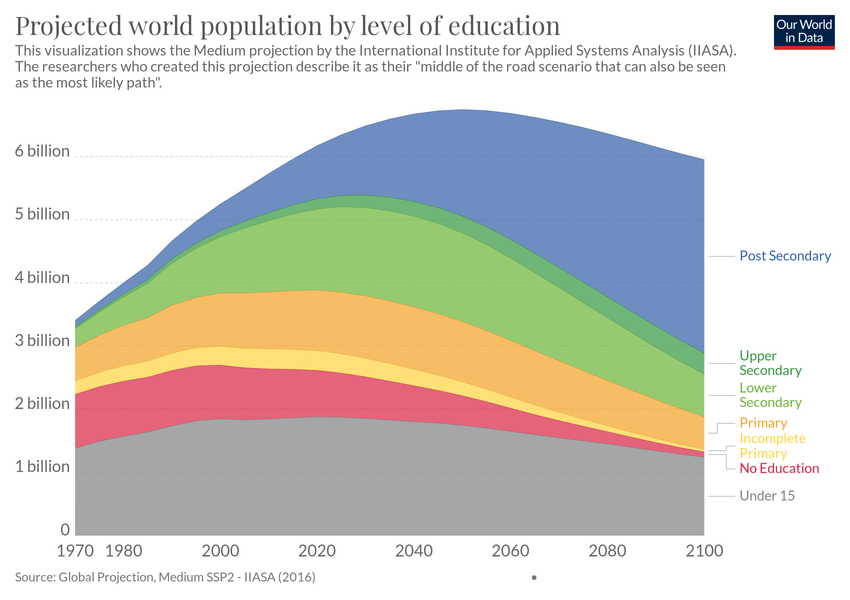 Projected world population by level of education
Our World
in Data
This visualization shows the Medium projection by the International Institute for Applied Systems Analysis (IIASA).
The researchers who created this projection describe it as their "middle of the road scenario that can also be seen
as the most likely path".
6 billion
5 billion
4 billion
3 billion
2 billion
1 billion
0
Post Secondary
Upper
Secondary
Lower
Secondary
Primary
Incomplete
Primary
No Education
Under 15
1970 1980 2000 2020 2040 2060 2080 2100
Source: Global Projection, Medium SSP2 - IIASA (2016)